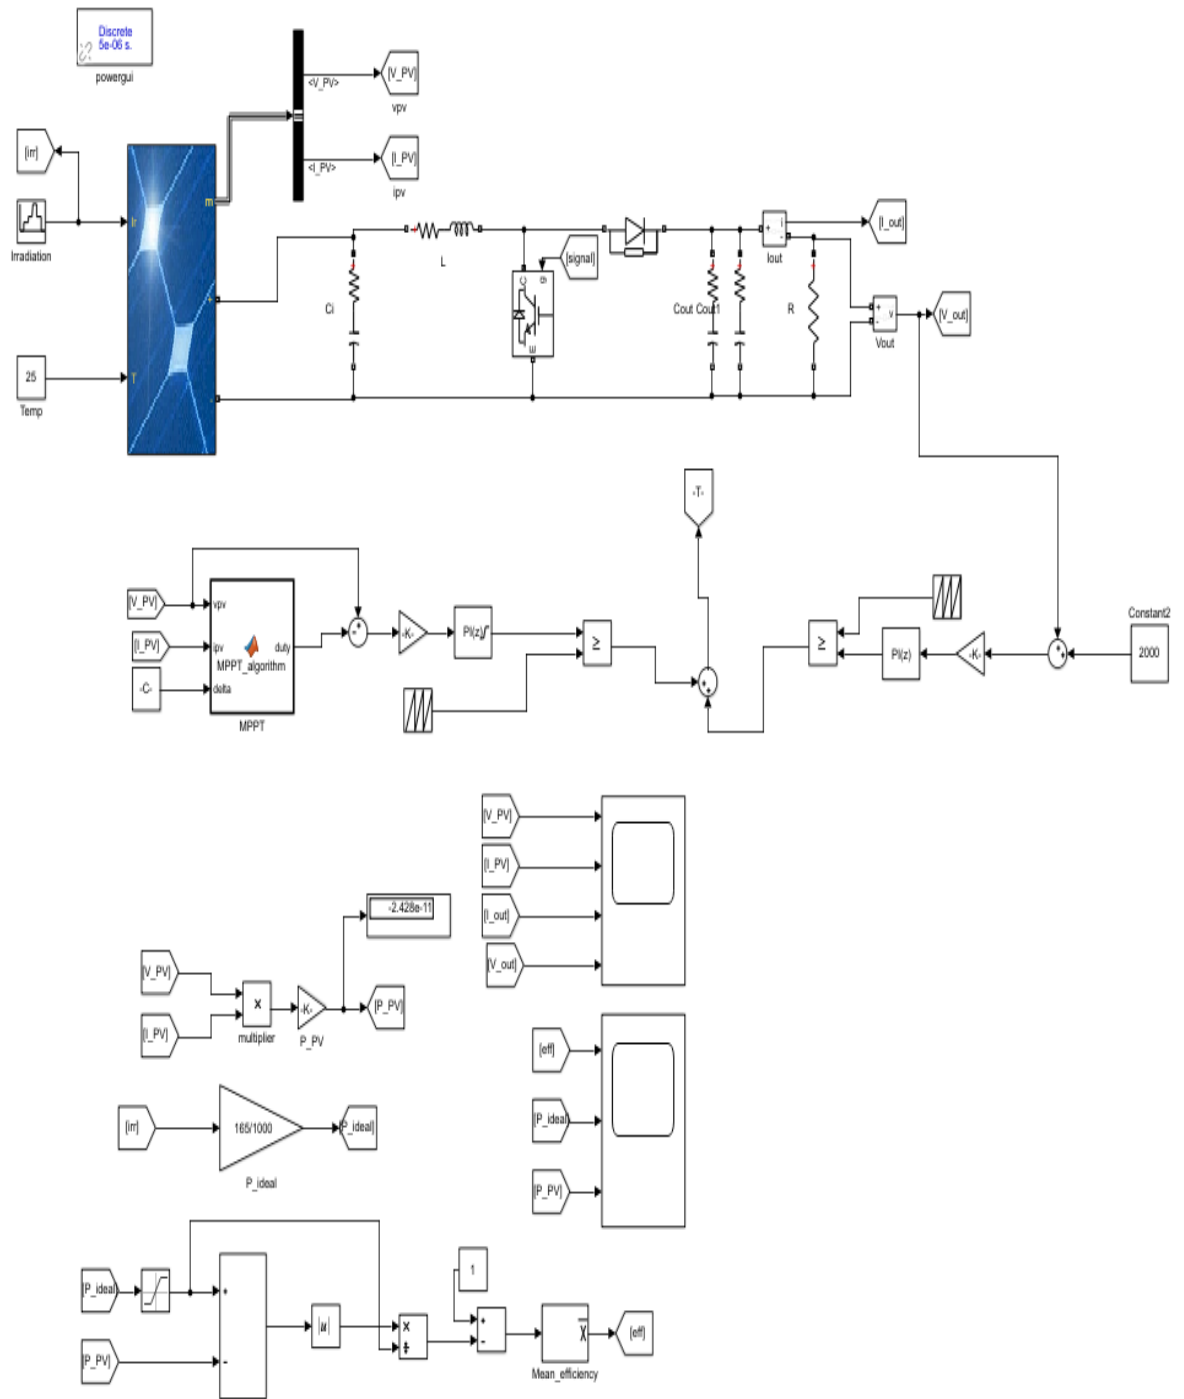 Discrete
5e-06 s.
powergui
<V_PV>
[V_PV]
vpv
<I_PV>
[I_PV]
ipv
[irr]
Irradiation
Ir
m
+
-
T
25
Temp
Ci
L
[signal]
g
C
E
Cout Cout1
R
i
+
-
Iout
[I_out]
+
-
v
Vout
[V_out]
-T-
[V_PV]
[I_PV]
-C-
vpv
ipv
delta
duty
MPPT_algorithm
MPPT
-K-
PI(z)
≥
≥
PI(z)
-K-
Constant2
2000
[V_PV]
[I_PV]
[I_out]
[V_out]
-2.428e-11
[V_PV]
[I_PV]
×
multiplier
-K-
P_PV
[P_PV]
[eff]
[P_ideal]
[P_PV]
[irr]
165/1000
[P_ideal]
P_ideal
[P_ideal]
[P_PV]
+
-
|u|
×
÷
1
+
-
X
Mean_efficiency
[eff]